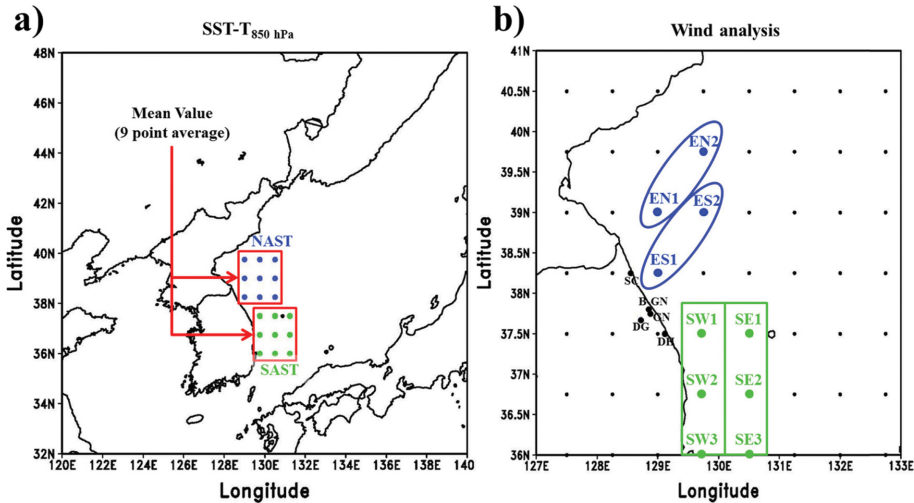 a)
SST-T850 hPa
48N
46N
44N
42N
40N
38N
36N
34N
32N
Latitude
Mean Value
(9 point average)
NAST
SAST
120E 122E 124E 126E 128E 130E 132E 134E 136E 138E 140
Longitude
b)
Wind analysis
41N
40.5N
40N
39.5N
39N
38.5N
38N
37.5N
37N
36.5N
36N
Latitude
EN2
EN1 ES2
ES1
SC
B-GN
GN
DG
DH
SW1 SE1
SW2 SE2
SW3 SE3
127E 128E 129E 130E 131E 132E 133E
Longitude